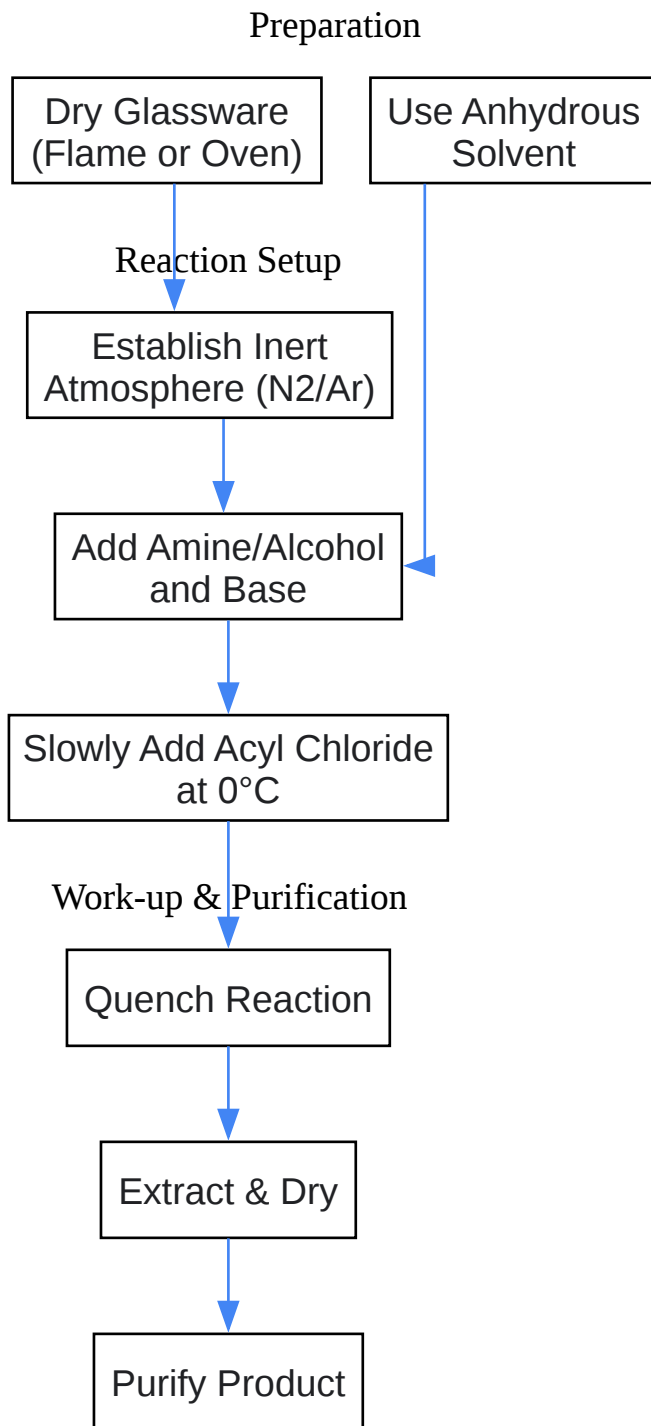 Preparation
Dry Glassware
(Flame or Oven)
Use Anhydrous
Solvent
Reaction Setup
Establish Inert
Atmosphere (N2/Ar)
Add Amine/Alcohol
and Base
Slowly Add Acyl Chloride
at 0°C
Work-up & Purification
Quench Reaction
Extract & Dry
Purify Product